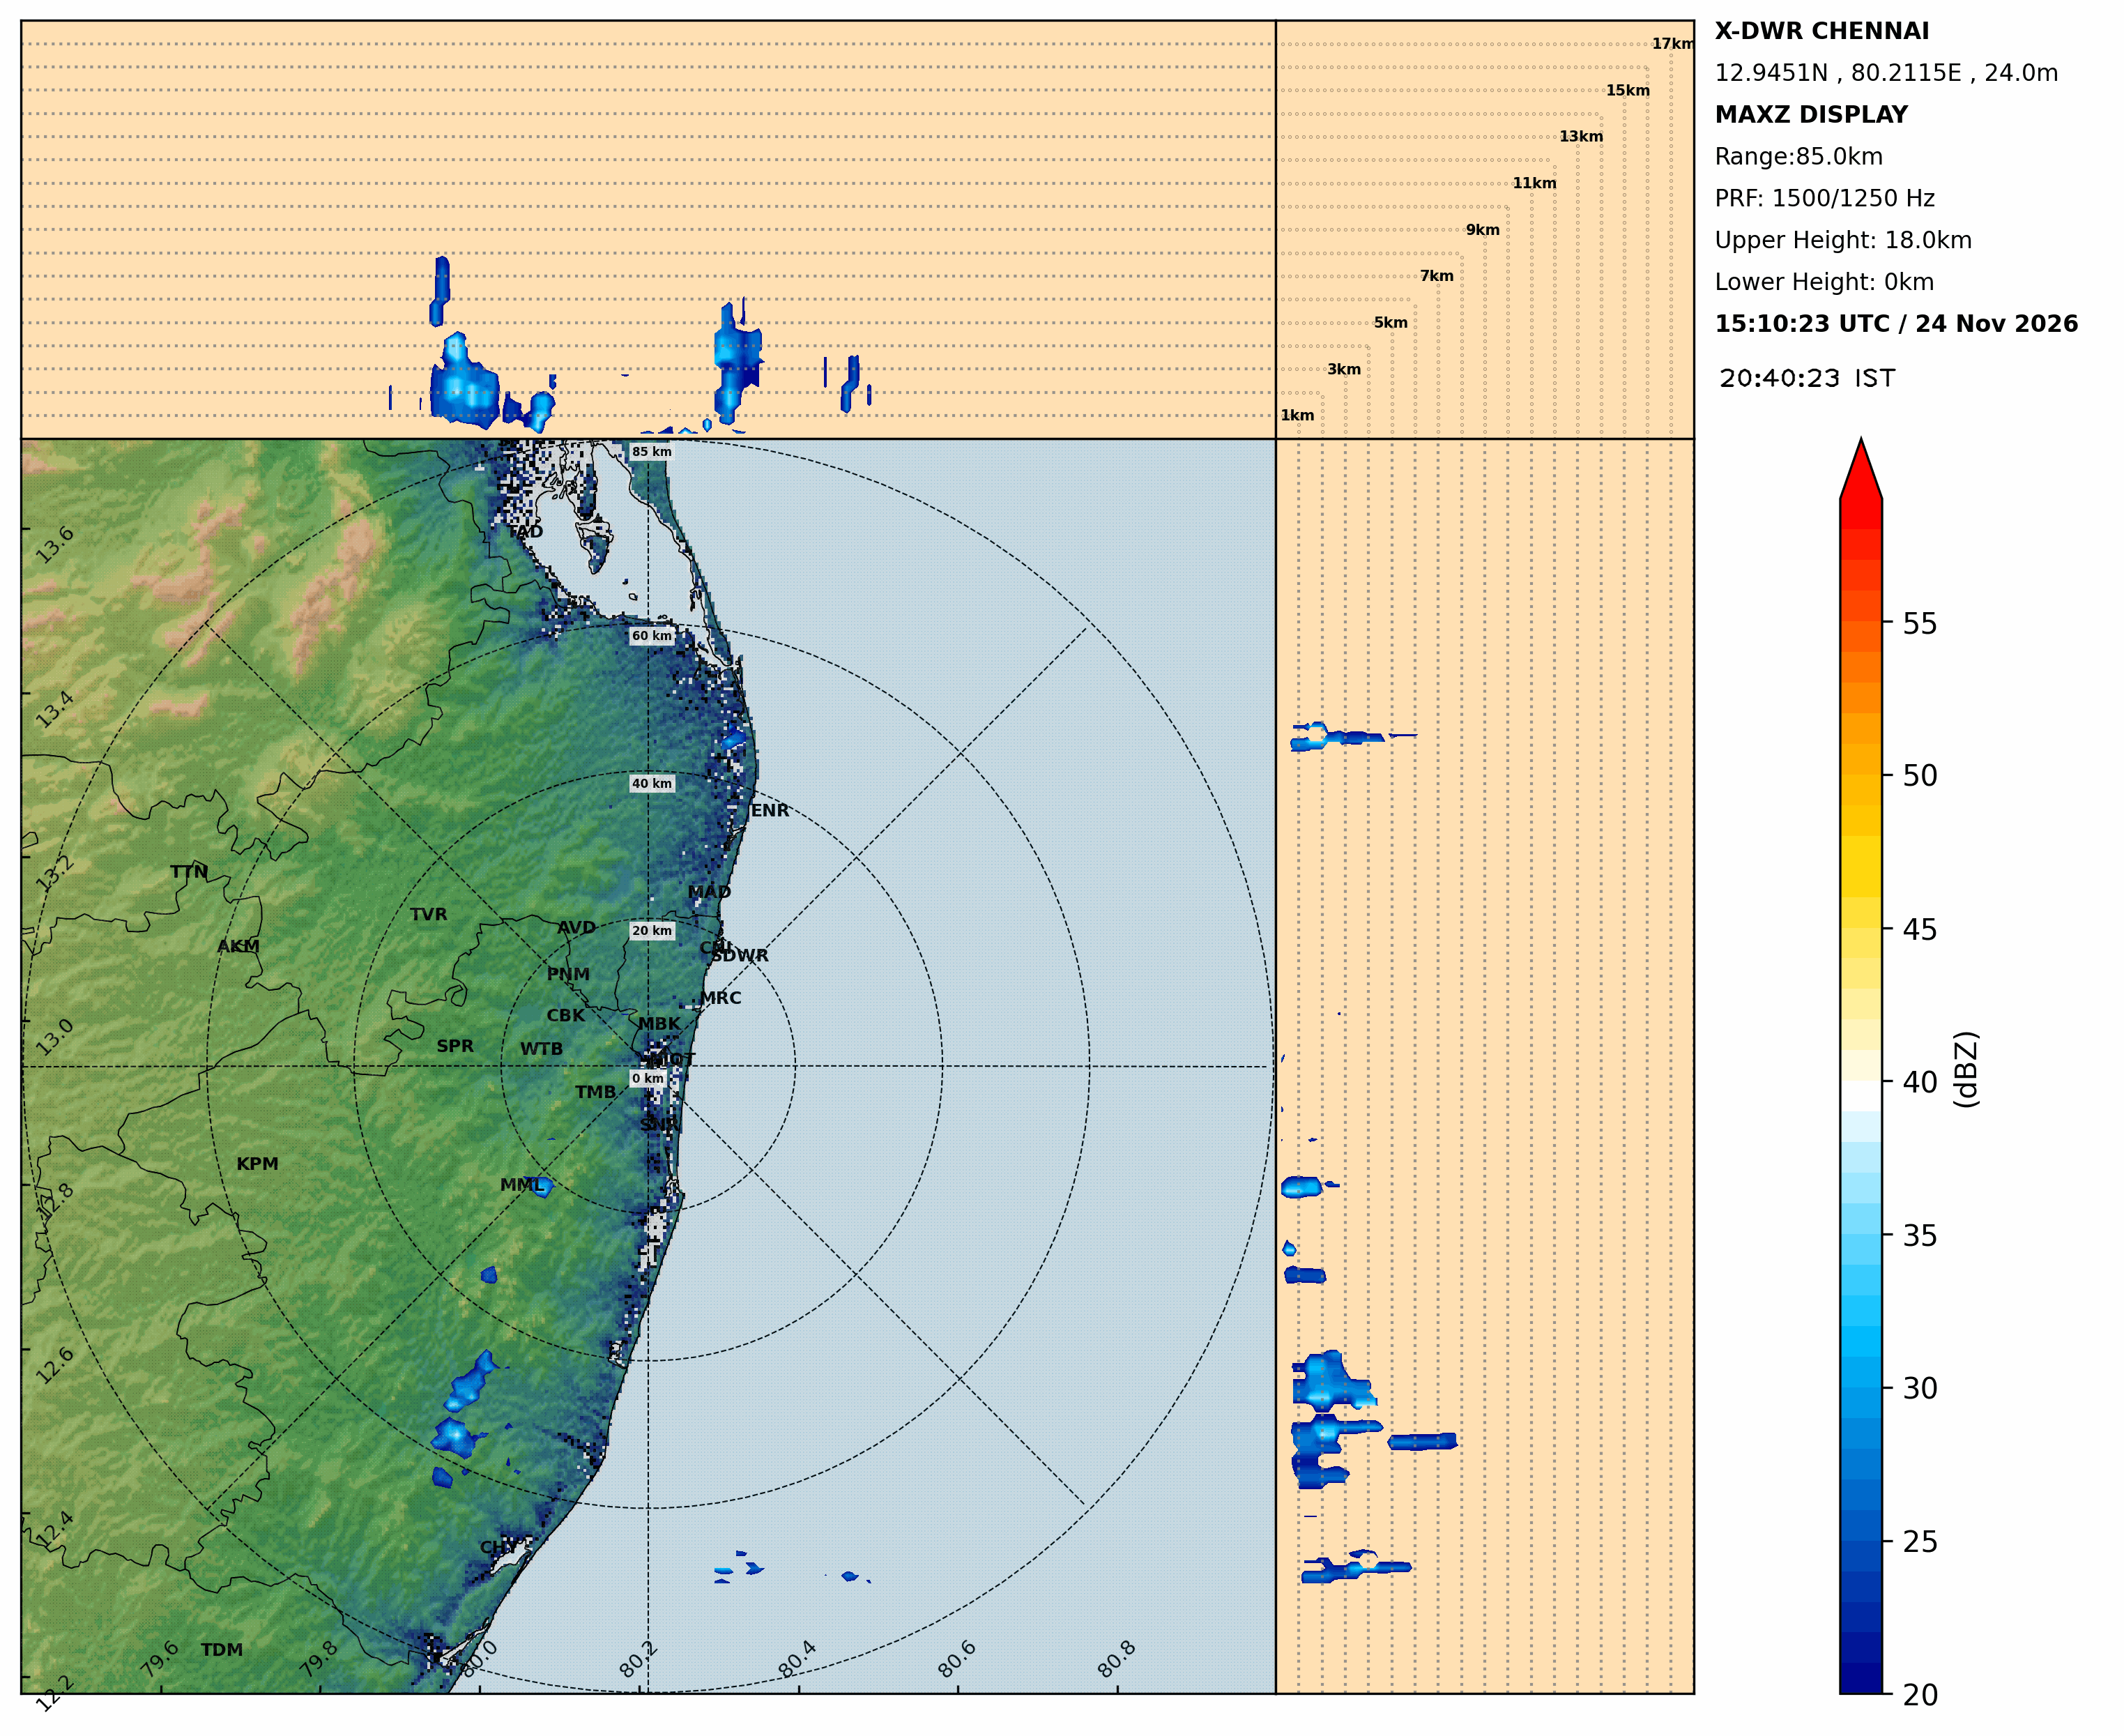 17km
15km
13km
11km
9km
7km
5km
3km
1km
X-DWR CHENNAI
12.9451N , 80.2115E , 24.0m
MAXZ DISPLAY
Range:85.0km
PRF: 1500/1250 Hz
Upper Height: 18.0km
Lower Height: 0km
15:10:23 UTC / 24 Nov 2026
20:40:23 IST
85 km
TAD
13.6
60 km
13.4
40 km
ENR
13.2
TTN
MAD
TVR
AVD
20 km
AKM
CNI
SDWR
PNM
MRC
CBK
MBK
13.0
SPR
WTB
MIOT
0 km
TMB
SNR
KPM
MML
12.8
12.6
12.4
CHY
TDM
12.2
79.6
79.8
80.0
80.2
80.4
80.6
80.8
55
50
45
40
35
30
25
20
(dBZ)